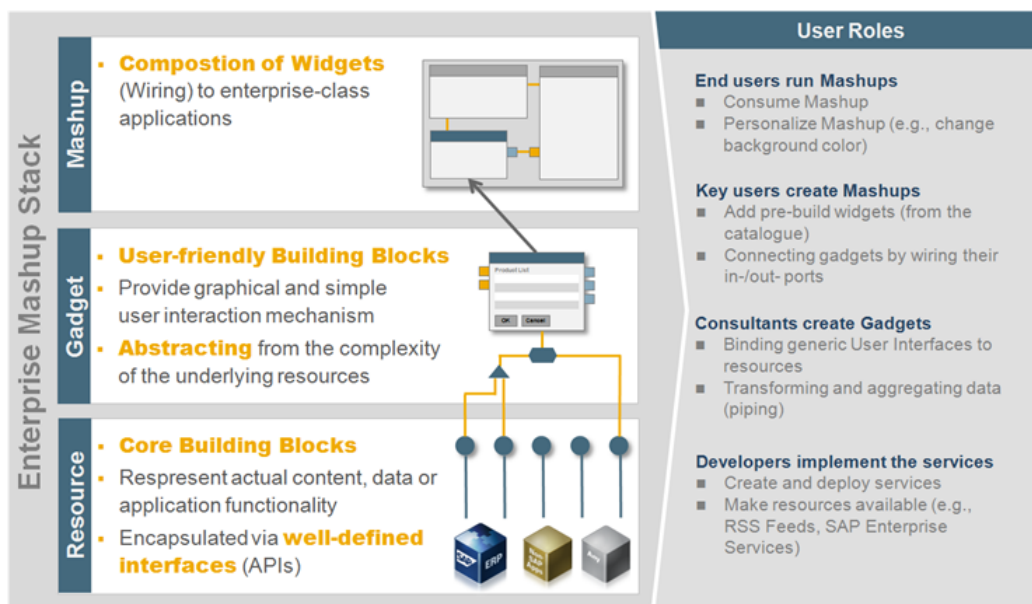 Enterprise Mashup Stack
Mashup
Compostion of Widgets
(Wiring) to enterprise-class
applications
Gadget
User-friendly Building Blocks
Provide graphical and simple
user interaction mechanism
Abstracting from the complexity
of the underlying resources
Product List
OK Cancel
Resource
Core Building Blocks
Respresent actual content, data or
application functionality
Encapsulated via well-defined
interfaces (APIs)
SAP ERP
Non SAP Apps
Any
User Roles
End users run Mashups
Consume Mashup
Personalize Mashup (e.g., change
background color)
Key users create Mashups
Add pre-build widgets (from the
catalogue)
Connecting gadgets by wiring their
in-/out- ports
Consultants create Gadgets
Binding generic User Interfaces to
resources
Transforming and aggregating data
(piping)
Developers implement the services
Create and deploy services
Make resources available (e.g.,
RSS Feeds, SAP Enterprise
Services)